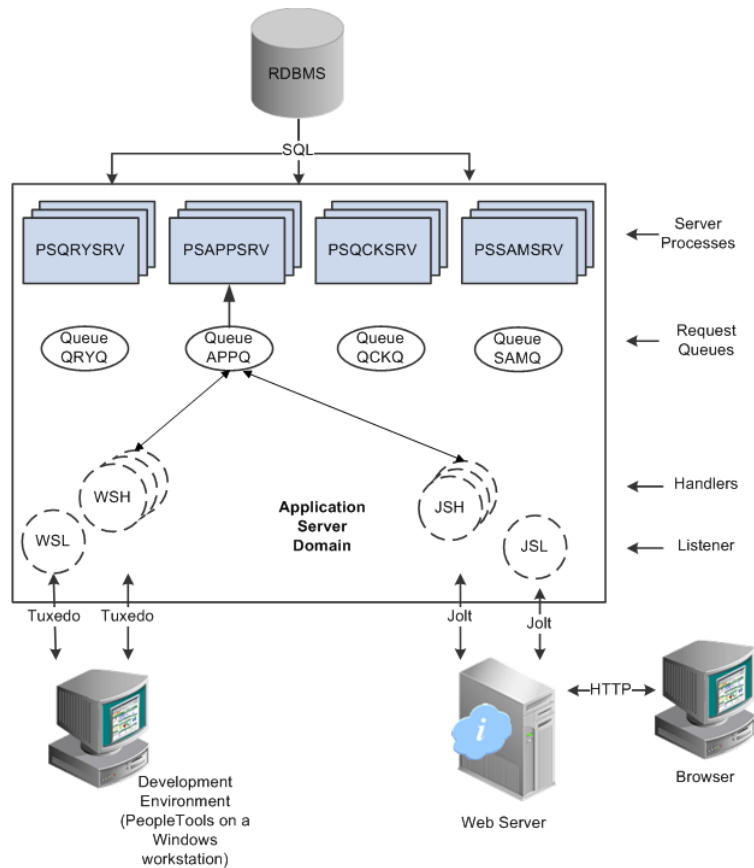 RDBMS
SQL
PSQRYSRV
PSAPPSRV
PSQCKSRV
PSSAMSRV
Server
Processes
Queue
QRYQ
Queue
APPQ
Queue
QCKQ
Queue
SAMQ
Request
Queues
WSH
JSH
Handlers
Application
Server
Domain
WSL
JSL
Listener
Tuxedo
Tuxedo
Jolt
Jolt
HTTP
Development
Environment
(PeopleTools on a
Windows
workstation)
Web Server
Browser